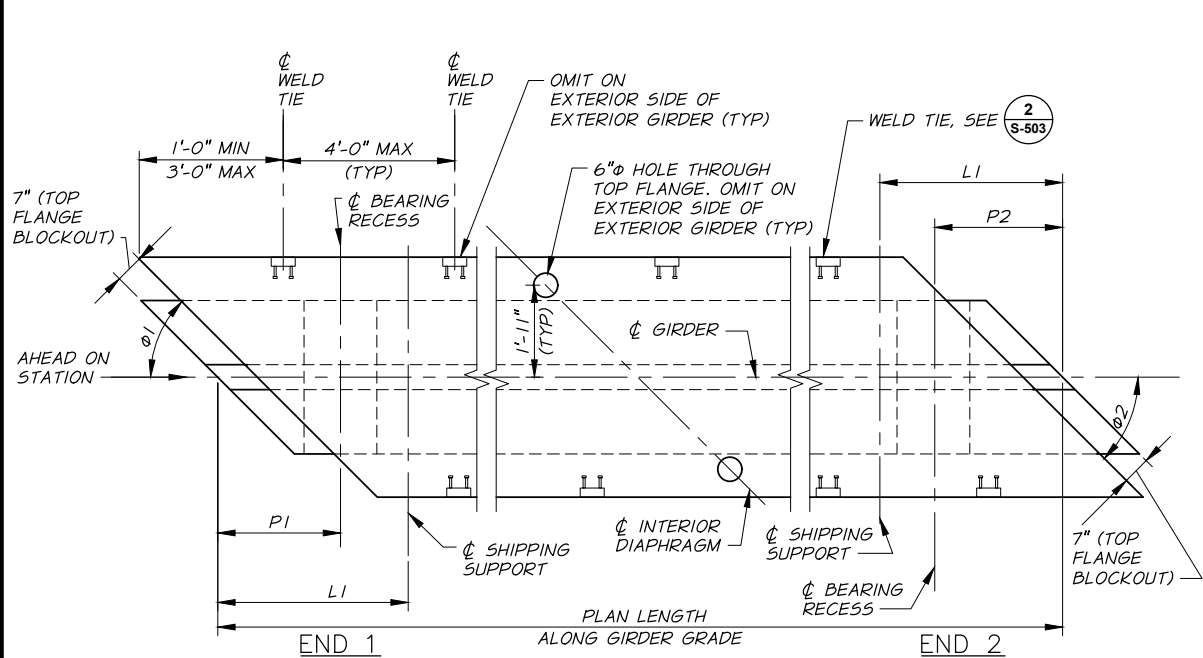 ℄
WELD
TIE
℄
WELD
TIE
OMIT ON
EXTERIOR SIDE OF
EXTERIOR GIRDER (TYP)
WELD TIE, SEE
2
S-503
1'-0" MIN
3'-0" MAX
4'-0" MAX
(TYP)
6"Φ HOLE THROUGH
TOP FLANGE. OMIT ON
EXTERIOR SIDE OF
EXTERIOR GIRDER (TYP)
L1
P2
7" (TOP
FLANGE
BLOCKOUT)
℄ BEARING
RECESS
1'-11"
(TYP)
℄ GIRDER
Φ1
AHEAD ON
STATION
Φ2
P1
L1
℄ SHIPPING
SUPPORT
℄ INTERIOR
DIAPHRAGM
℄ SHIPPING
SUPPORT
℄ BEARING
RECESS
7" (TOP
FLANGE
BLOCKOUT)
PLAN LENGTH
ALONG GIRDER GRADE
END 1
END 2